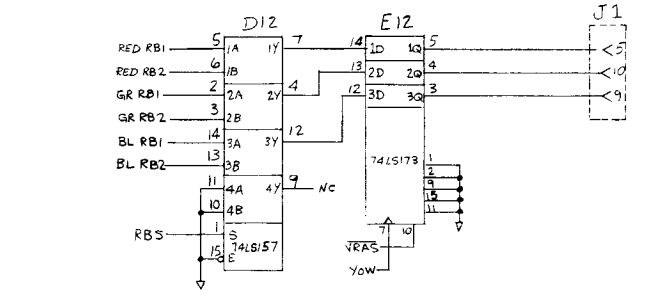 D12 E12 J1
RED RB1 5 1A 1Y 7 14 1D 1Q 5 5
RED RB2 6 1B 13 2D 2Q 4 10
GR RB1 2 2A 2Y 4 12 3D 3Q 3 9
GR RB2 3 2B
BL RB1 14 3A 3Y 12
BL RB2 13 3B 74LS173 1
11 4A 4Y 9 NC 2
10 4B 9
15
11
RBS 1 S
15 E 74LS157 7 10
VRAS
YOW